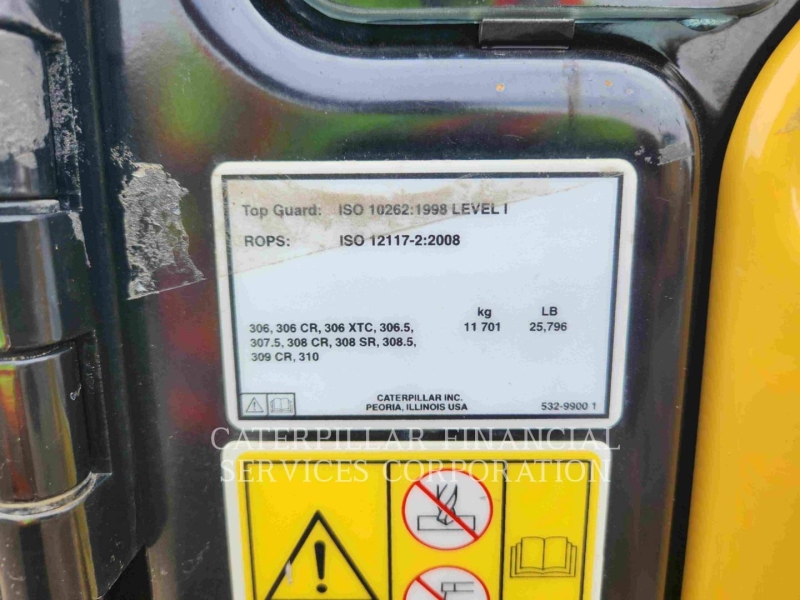 Top Guard: ISO 10262:1998 LEVEL I
ROPS: ISO 12117-2:2008
kg LB
306, 306 CR, 306 XTC, 306.5, 11 701 25,796
307.5, 308 CR, 308 SR, 308.5,
309 CR, 310
CATERPILLAR INC.
PEORIA, ILLINOIS USA 532-9900 1
CATERPILLAR FINANCIAL
SERVICES CORPORATION